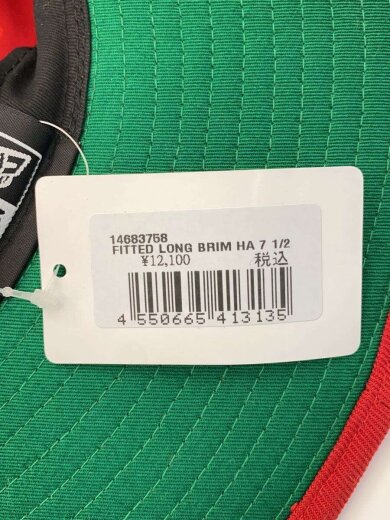 14683758
FITTED LONG BRIM HA 7 1/2
¥12,100 税込
4 550665 413135